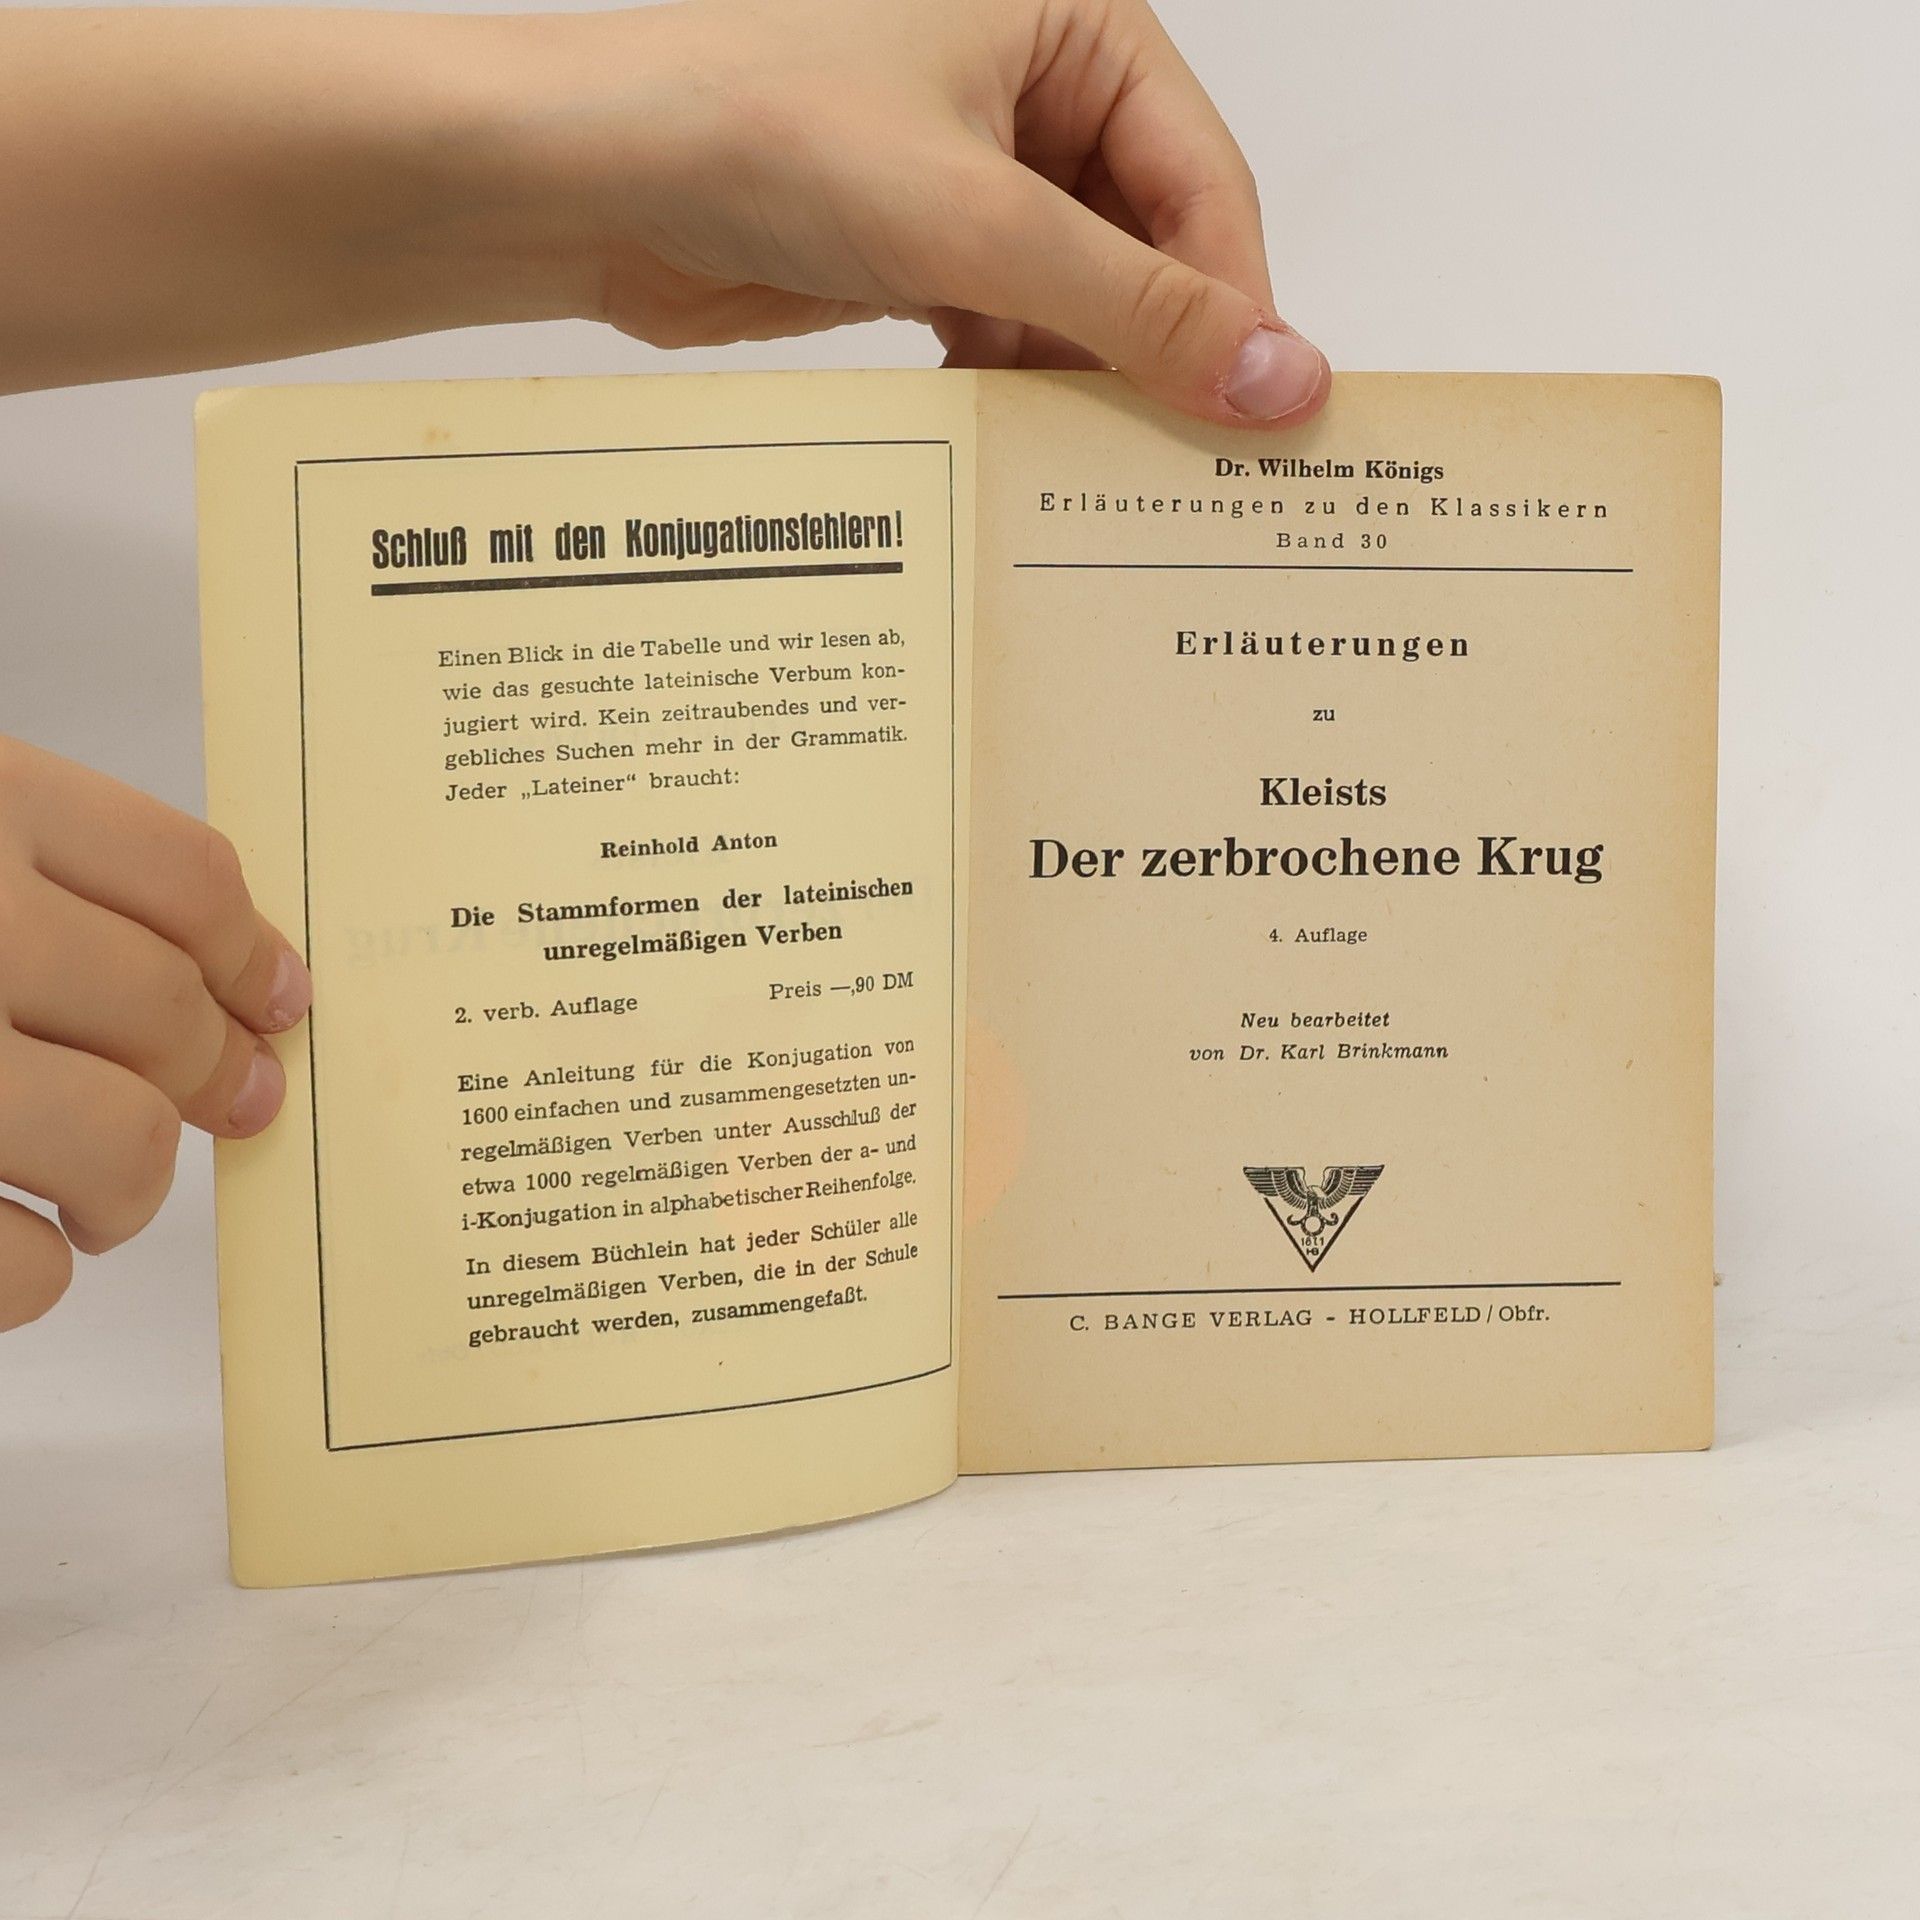 Schluß mit den Konjugationsfehlern!
Einen Blick in die Tabelle und wir lesen ab,
wie das gesuchte lateinische Verbum kon-
jugiert wird. Kein zeitraubendes und ver-
gebliches Suchen mehr in der Grammatik.
Jeder „Lateiner“ braucht:
Reinhold Anton
Die Stammformen der lateinischen
unregelmäßigen Verben
2. verb. Auflage Preis —,90 DM
Eine Anleitung für die Konjugation von
1600 einfachen und zusammengesetzten un-
regelmäßigen Verben unter Ausschluß der
etwa 1000 regelmäßigen Verben der a- und
i-Konjugation in alphabetischer Reihenfolge.
In diesem Büchlein hat jeder Schüler alle
unregelmäßigen Verben, die in der Schule
gebraucht werden, zusammengefaßt.
Dr. Wilhelm Königs
Erläuterungen zu den Klassikern
Band 30
Erläuterungen
zu
Kleists
Der zerbrochene Krug
4. Auflage
Neu bearbeitet
von Dr. Karl Brinkmann
1871
HB
C. BANGE VERLAG - HOLLFELD/Obfr.